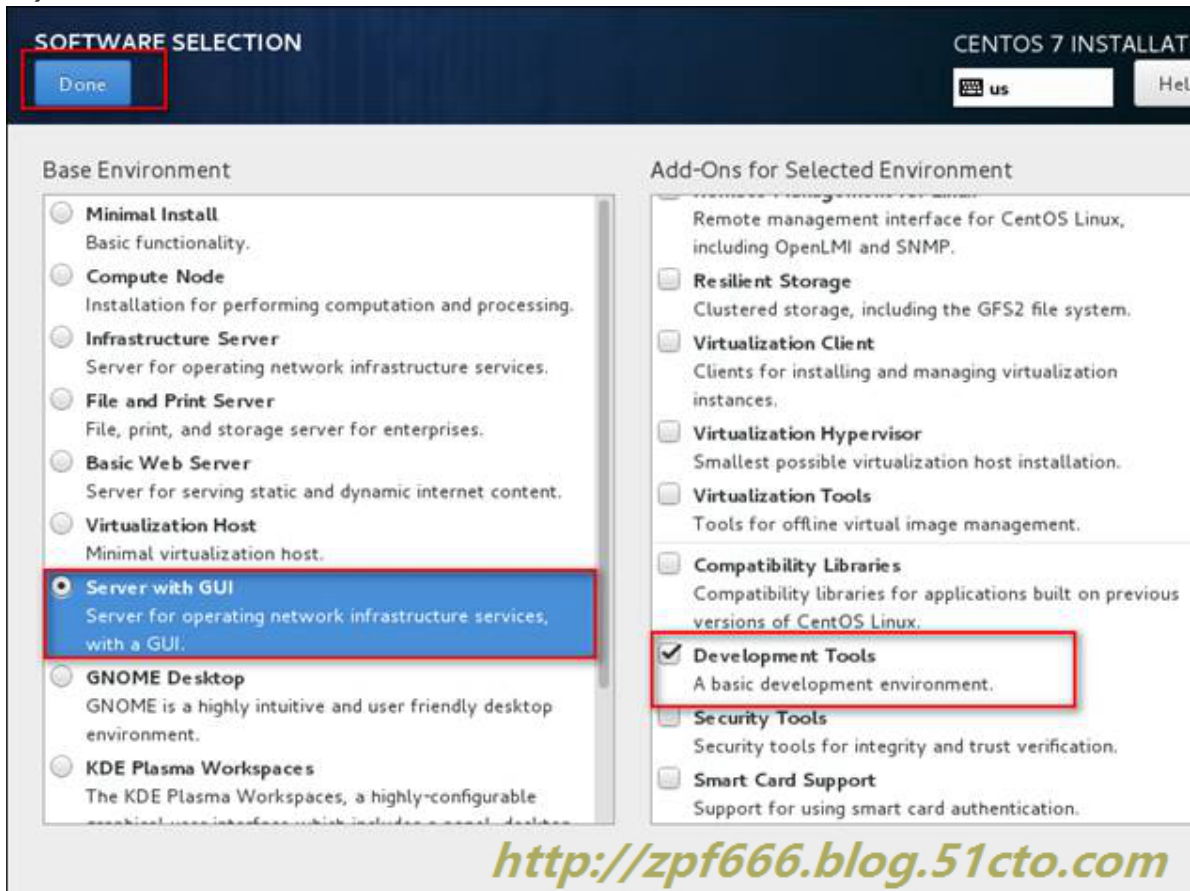 SOFTWARE SELECTION
CENTOS 7 INSTALLAT
Done
us
Hel
Base Environment
Minimal Install
Basic functionality.
Compute Node
Installation for performing computation and processing.
Infrastructure Server
Server for operating network infrastructure services.
File and Print Server
File, print, and storage server for enterprises.
Basic Web Server
Server for serving static and dynamic internet content.
Virtualization Host
Minimal virtualization host.
Server with GUI
Server for operating network infrastructure services,
with a GUI.
GNOME Desktop
GNOME is a highly intuitive and user friendly desktop
environment.
KDE Plasma Workspaces
The KDE Plasma Workspaces, a highly-configurable
Add-Ons for Selected Environment
Remote management interface for CentOS Linux,
including OpenLMI and SNMP.
Resilient Storage
Clustered storage, including the GFS2 file system.
Virtualization Client
Clients for installing and managing virtualization
instances.
Virtualization Hypervisor
Smallest possible virtualization host installation.
Virtualization Tools
Tools for offline virtual image management.
Compatibility Libraries
Compatibility libraries for applications built on previous
versions of CentOS Linux.
Development Tools
A basic development environment.
Security Tools
Security tools for integrity and trust verification.
Smart Card Support
Support for using smart card authentication.
http://zpf666.blog.51cto.com